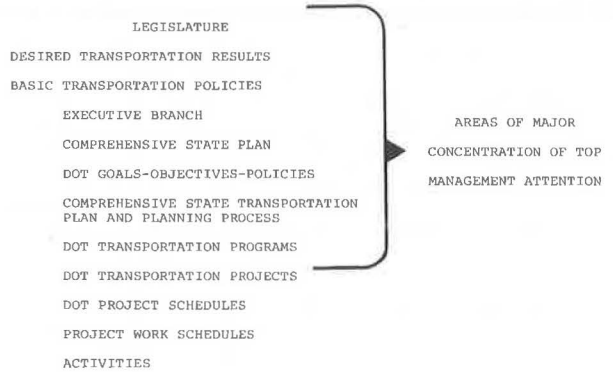 LEGISLATURE
DESIRED TRANSPORTATION RESULTS
BASIC TRANSPORTATION POLICIES
EXECUTIVE BRANCH
COMPREHENSIVE STATE PLAN
DOT GOALS-OBJECTIVES-POLICIES
COMPREHENSIVE STATE TRANSPORTATION
PLAN AND PLANNING PROCESS
DOT TRANSPORTATION PROGRAMS
DOT TRANSPORTATION PROJECTS
DOT PROJECT SCHEDULES
PROJECT WORK SCHEDULES
ACTIVITIES
AREAS OF MAJOR
CONCENTRATION OF TOP
MANAGEMENT ATTENTION